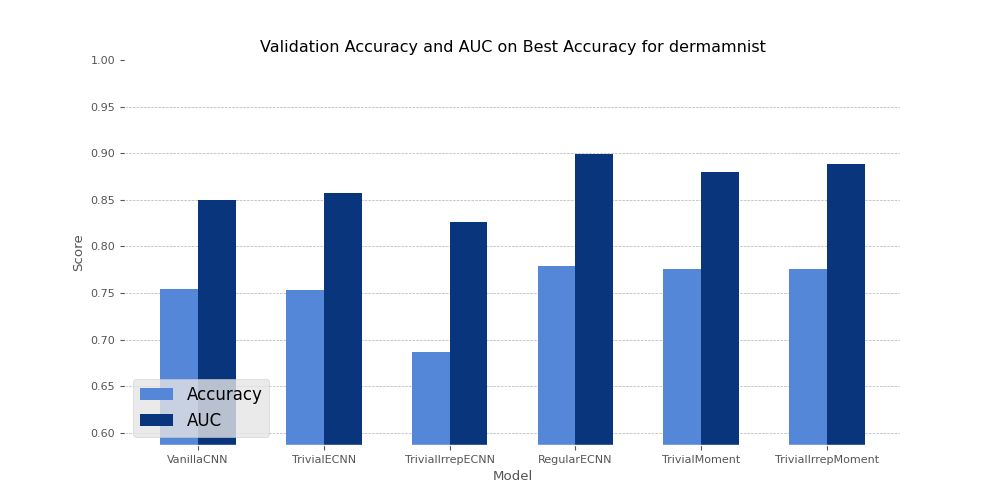 Validation Accuracy and AUC on Best Accuracy for dermamnist
1.00
0.95
0.90
0.85
0.80
0.75
0.70
0.65
0.60
Score
Accuracy
AUC
VanillaCNN TrivialECNN TrivialIrrepECNN RegularECNN TrivialMoment TrivialIrrepMoment
Model